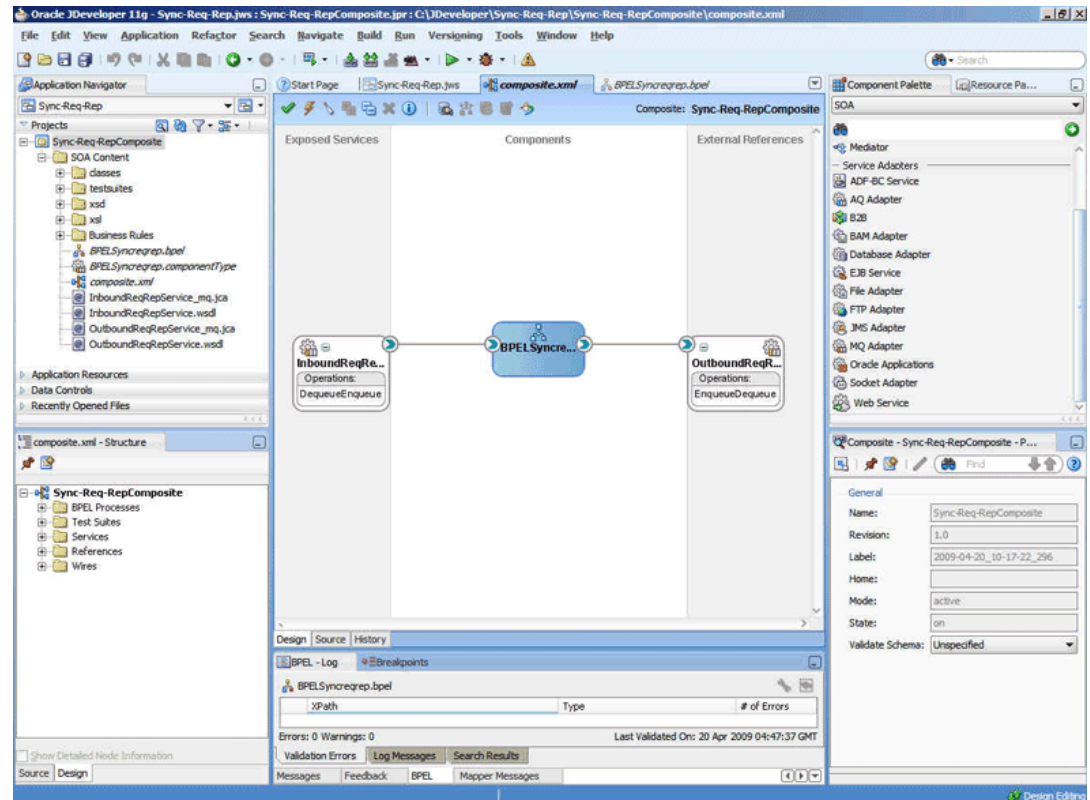 Oracle JDeveloper 11g - Sync-Req-Rep.jws : Sync-Req-RepComposite.jpr : C:\JDeveloper\Sync-Req-Rep\Sync-Req-RepComposite\composite.xml
File Edit View Application Refactor Search Navigate Build Run Versioning Tools Window Help
Search
Application Navigator
Sync-Req-Rep
Projects
Sync-Req-RepComposite
SOA Content
classes
testsuites
xsd
xsl
Business Rules
BPELSyncreqrep.bpel
BPELSyncreqrep.componentType
composite.xml
InboundReqRepService_mq.jca
InboundReqRepService.wsdl
OutboundReqRepService_mq.jca
OutboundReqRepService.wsdl
Application Resources
Data Controls
Recently Opened Files
composite.xml - Structure
Sync-Req-RepComposite
BPEL Processes
Test Suites
Services
References
Wires
Show Detailed Node Information
Source Design
Start Page Sync-Req-Rep.jws composite.xml BPELSyncreqrep.bpel
Composite: Sync-Req-RepComposite
Exposed Services Components External References
InboundReqRe...
Operations:
DequeueEnqueue
BPELSyncre...
OutboundReqR...
Operations:
EnqueueDequeue
Design Source History
BPEL - Log Breakpoints
BPELSyncreqrep.bpel
XPath Type # of Errors
Errors: 0 Warnings: 0 Last Validated On: 20 Apr 2009 04:47:37 GMT
Validation Errors Log Messages Search Results
Messages Feedback BPEL Mapper Messages
Component Palette Resource Pa...
SOA
Mediator
Service Adapters
ADF-BC Service
AQ Adapter
B2B
BAM Adapter
Database Adapter
EJB Service
File Adapter
FTP Adapter
JMS Adapter
MQ Adapter
Oracle Applications
Socket Adapter
Web Service
Composite - Sync-Req-RepComposite - P...
Find
General
Name: Sync-Req-RepComposite
Revision: 1.0
Label: 2009-04-20_10-17-22_296
Home:
Mode: active
State: on
Validate Schema: Unspecified
Design Editing